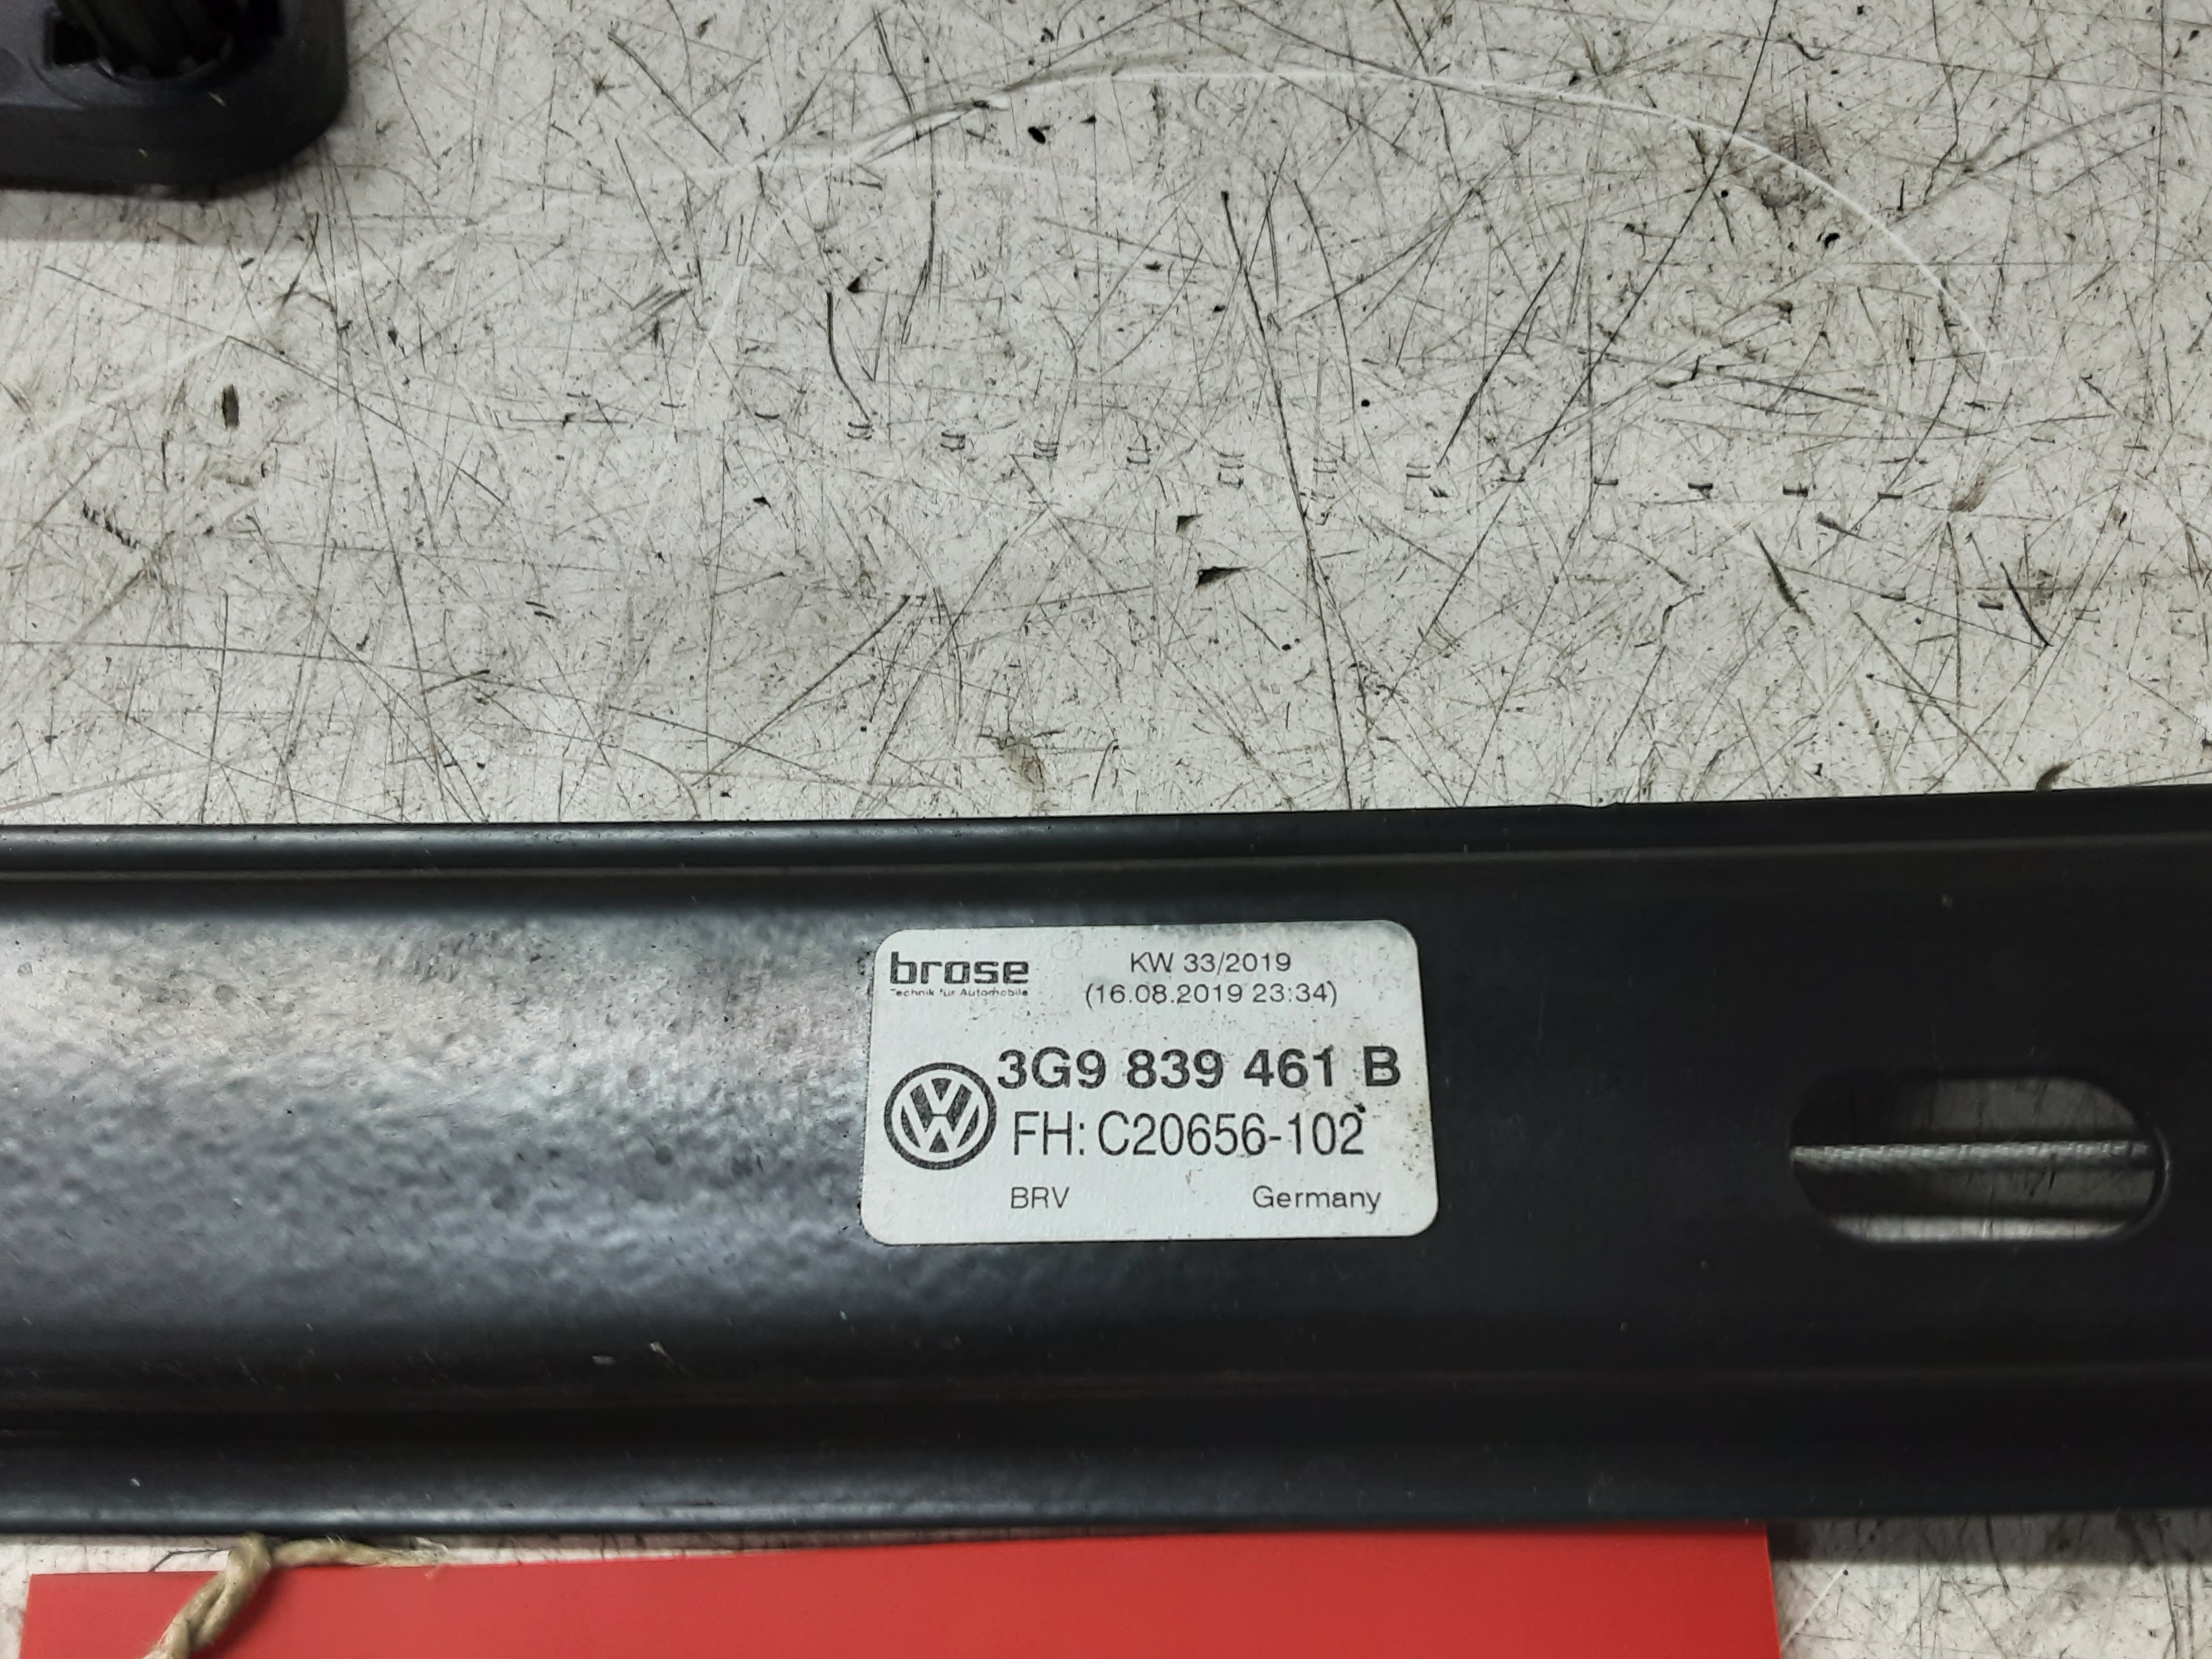 brose
Technik für Automobile
KW 33/2019
(16.08.2019 23:34)
3G9 839 461 B
FH: C20656-102
BRV
Germany